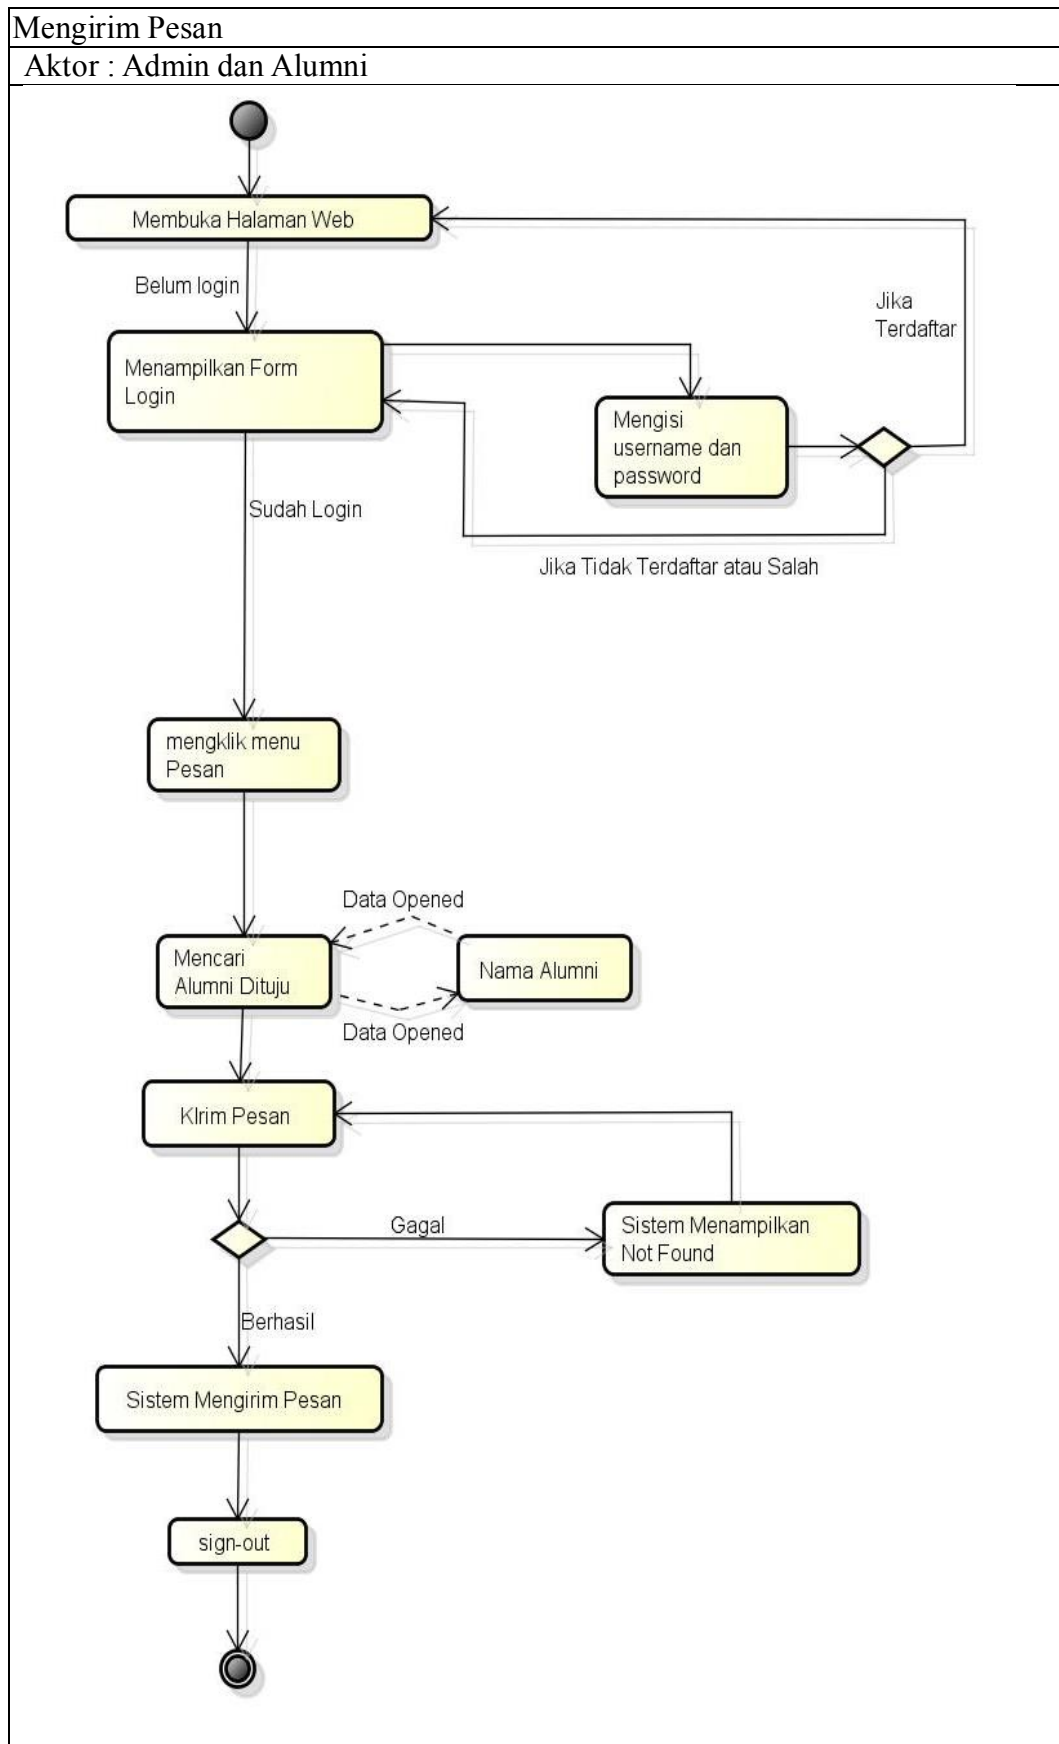 Mengirim Pesan
Aktor : Admin dan Alumni
Membuka Halaman Web
Belum login
Jika
Terdaftar
Menampilkan Form
Login
Mengisi
username dan
password
Sudah Login
Jika Tidak Terdaftar atau Salah
mengklik menu
Pesan
Data Opened
Mencari
Alumni Dituju
Nama Alumni
Data Opened
KIrim Pesan
Gagal
Sistem Menampilkan
Not Found
Berhasil
Sistem Mengirim Pesan
sign-out